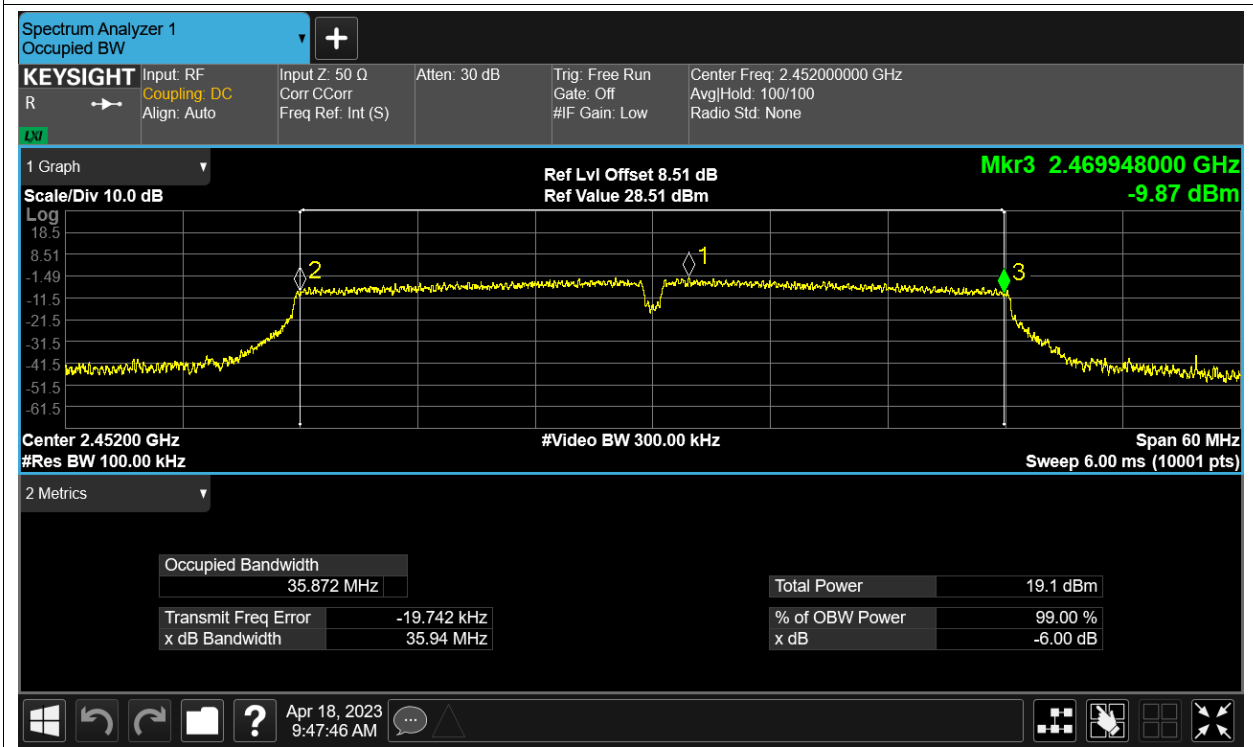 Spectrum Analyzer 1
Occupied BW
KEYSIGHT
R
LXI
Input: RF
Coupling: DC
Align: Auto
Input Z: 50 Ω
Corr CCorr
Freq Ref: Int (S)
Atten: 30 dB
Trig: Free Run
Gate: Off
#IF Gain: Low
Center Freq: 2.452000000 GHz
Avg|Hold: 100/100
Radio Std: None
1 Graph
Scale/Div 10.0 dB
Ref Lvl Offset 8.51 dB
Ref Value 28.51 dBm
Mkr3 2.469948000 GHz
-9.87 dBm
Log
18.5
8.51
-1.49
-11.5
-21.5
-31.5
-41.5
-51.5
-61.5
2
1
3
Center 2.45200 GHz
#Video BW 300.00 kHz
Span 60 MHz
#Res BW 100.00 kHz
Sweep 6.00 ms (10001 pts)
2 Metrics
Occupied Bandwidth
35.872 MHz
Total Power 19.1 dBm
Transmit Freq Error -19.742 kHz
% of OBW Power 99.00 %
x dB Bandwidth 35.94 MHz
x dB -6.00 dB
?
Apr 18, 2023
9:47:46 AM